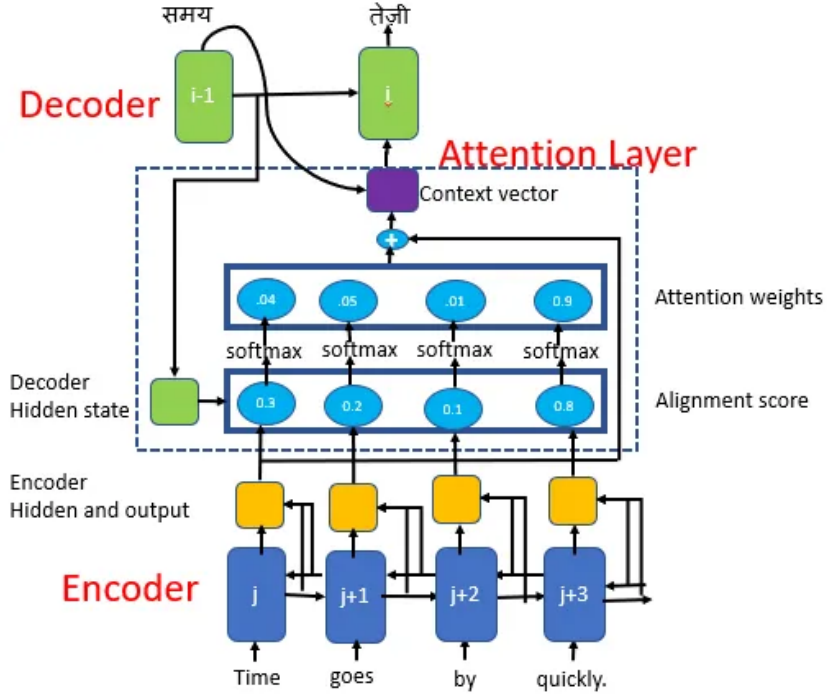 समय
तेज़ी
i-1
i
Decoder
Attention Layer
Context vector
+
.04
.05
.01
0.9
Attention weights
softmax
softmax
softmax
softmax
Decoder
Hidden state
0.3
0.2
0.1
0.8
Alignment score
Encoder
Hidden and output
Encoder
j
j+1
j+2
j+3
Time
goes
by
quickly.